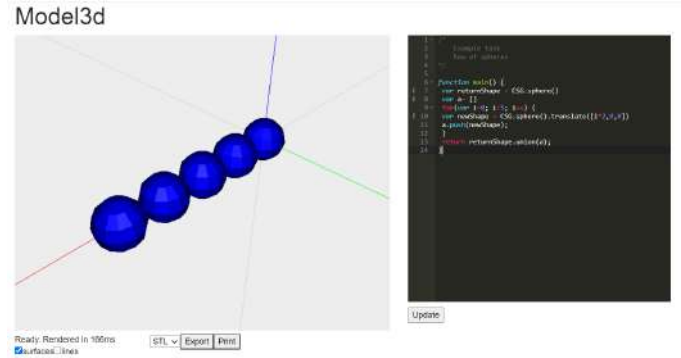 Model3d
/*
Example task
Row of spheres
*/
function main() {
var returnShape = CSG.sphere()
var a= []
for(var i=0; i<5; i++) {
var newShape = CSG.sphere().translate([i*2,0,0])
a.push(newShape);
}
return returnShape.union(a);
}
Update
Ready. Rendered in 166ms
STL Export Print
surfaces lines